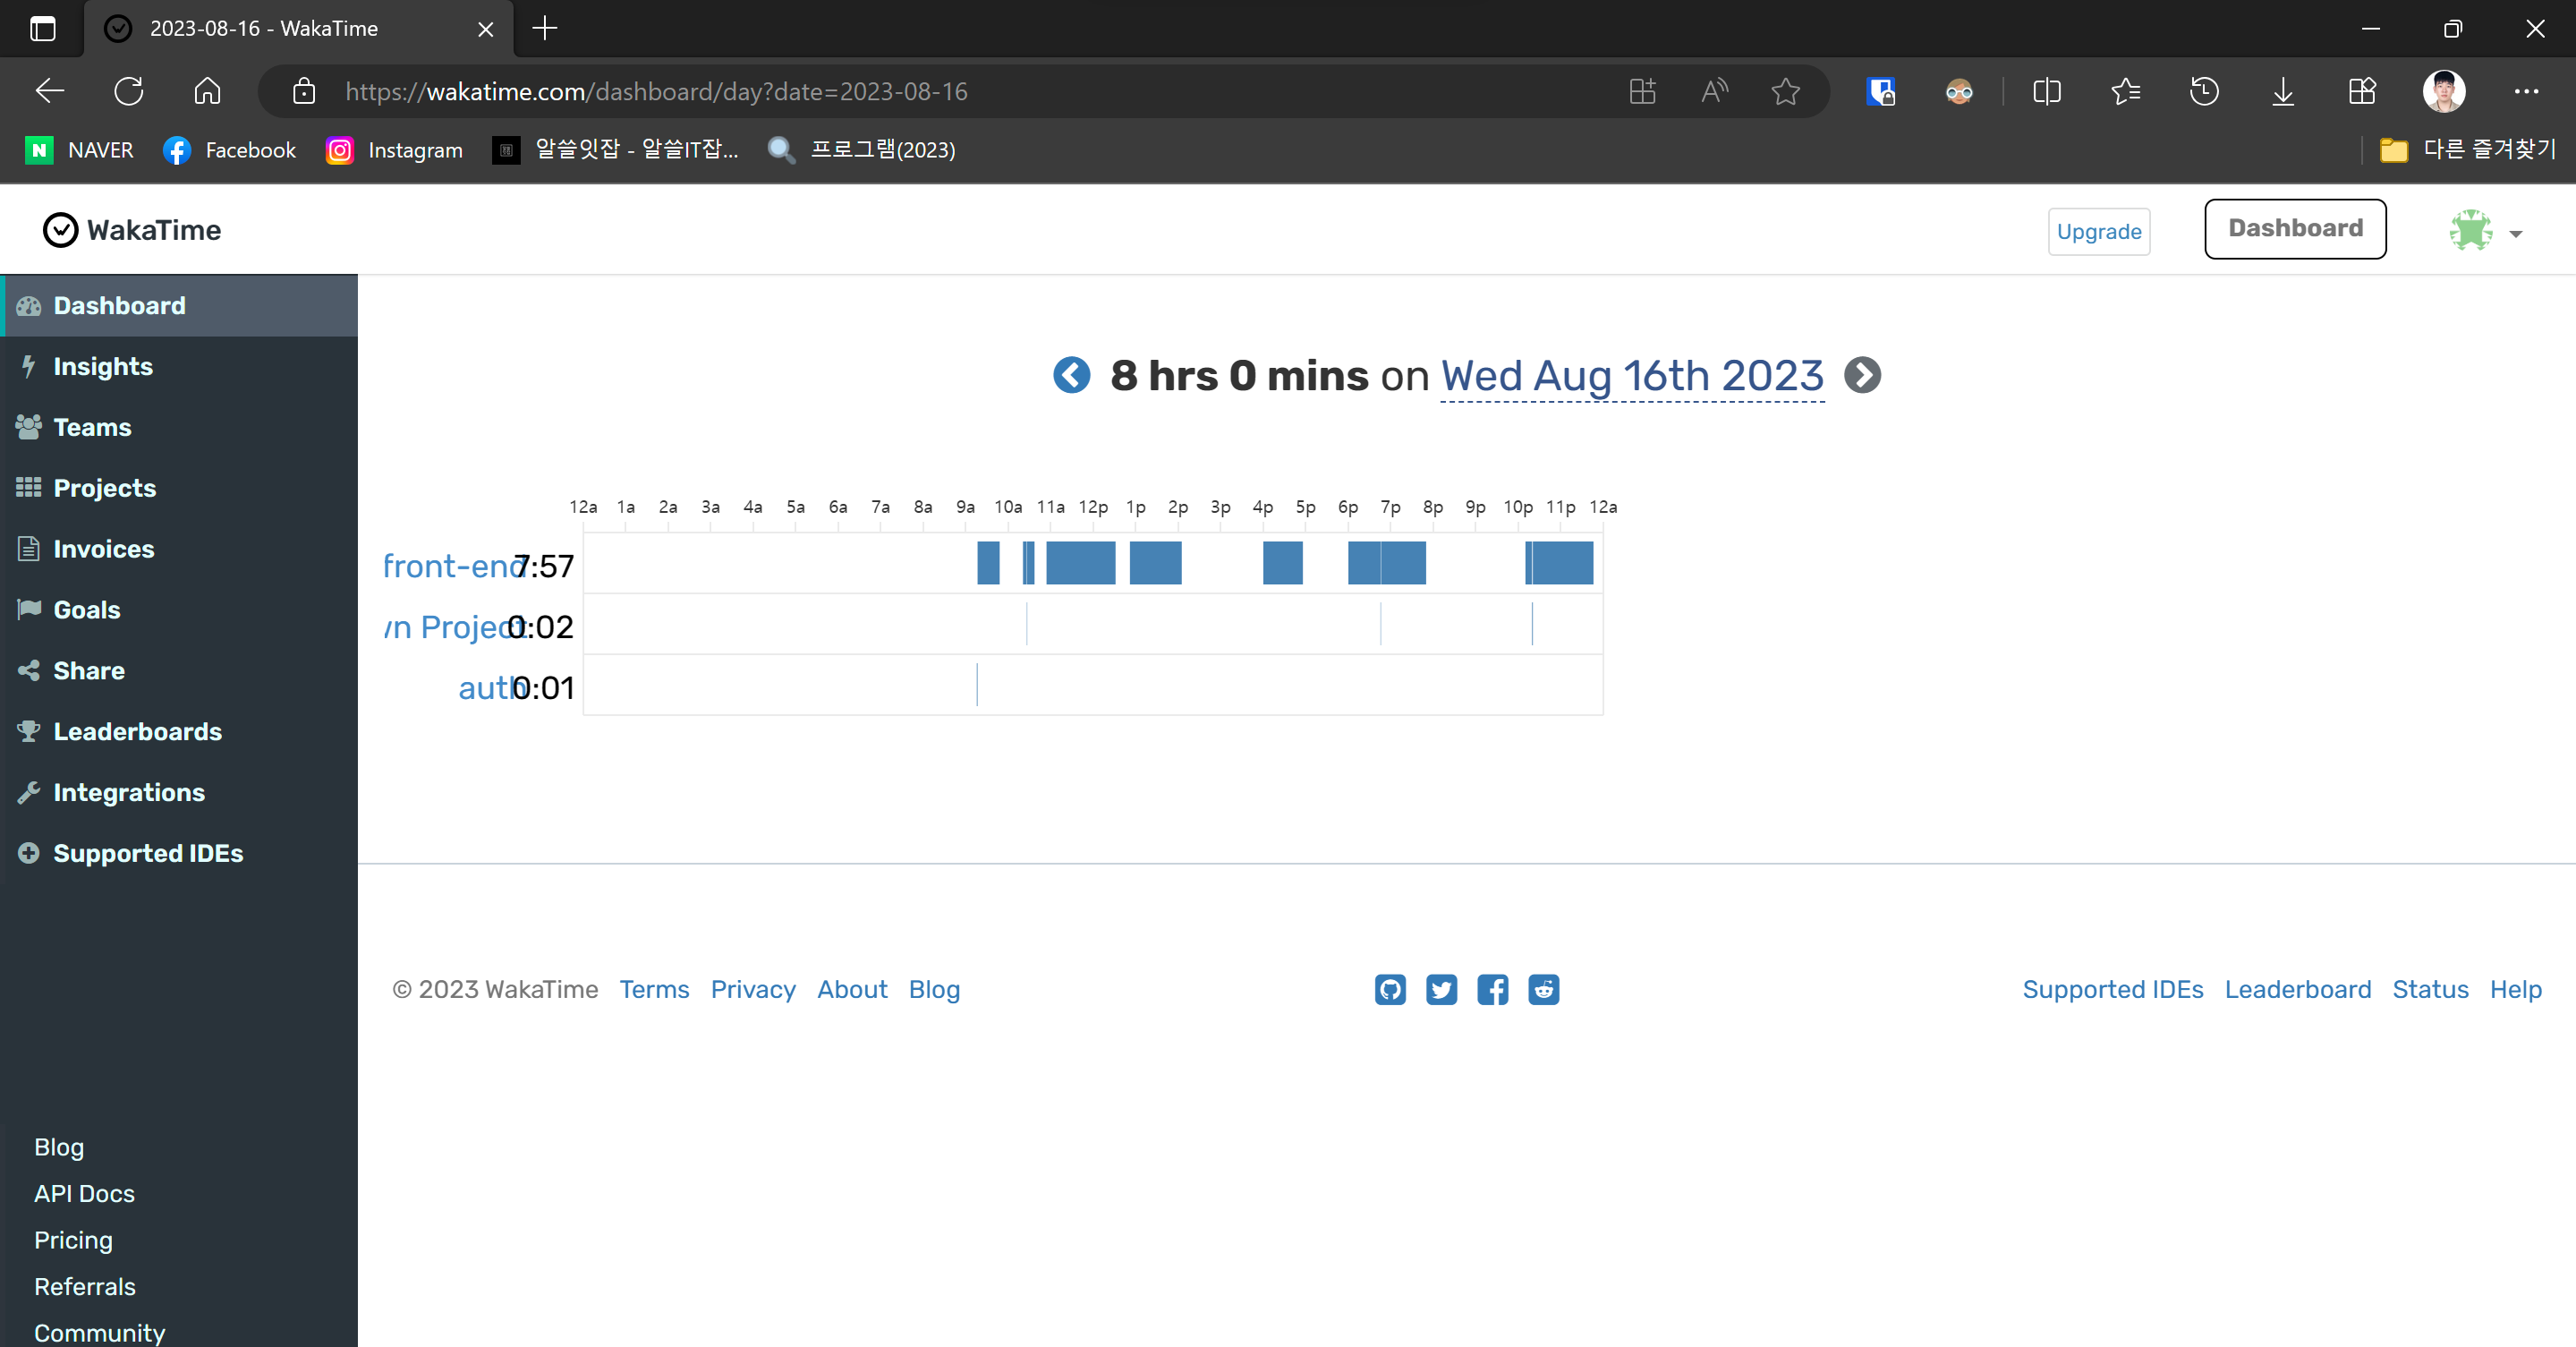 2023-08-16 - WakaTime
https://wakatime.com/dashboard/day?date=2023-08-16
NAVER Facebook Instagram 알쓸잇잡 - 알쓸IT잡... 프로그램(2023) 다른 즐겨찾기
WakaTime Upgrade Dashboard
Dashboard
Insights
Teams
Projects
Invoices
Goals
Share
Leaderboards
Integrations
Supported IDEs
Blog
API Docs
Pricing
Referrals
Community
8 hrs 0 mins on Wed Aug 16th 2023
12a 1a 2a 3a 4a 5a 6a 7a 8a 9a 10a 11a 12p 1p 2p 3p 4p 5p 6p 7p 8p 9p 10p 11p 12a
front-end 7:57
wn Project 0:02
auth 0:01
© 2023 WakaTime Terms Privacy About Blog
Supported IDEs Leaderboard Status Help